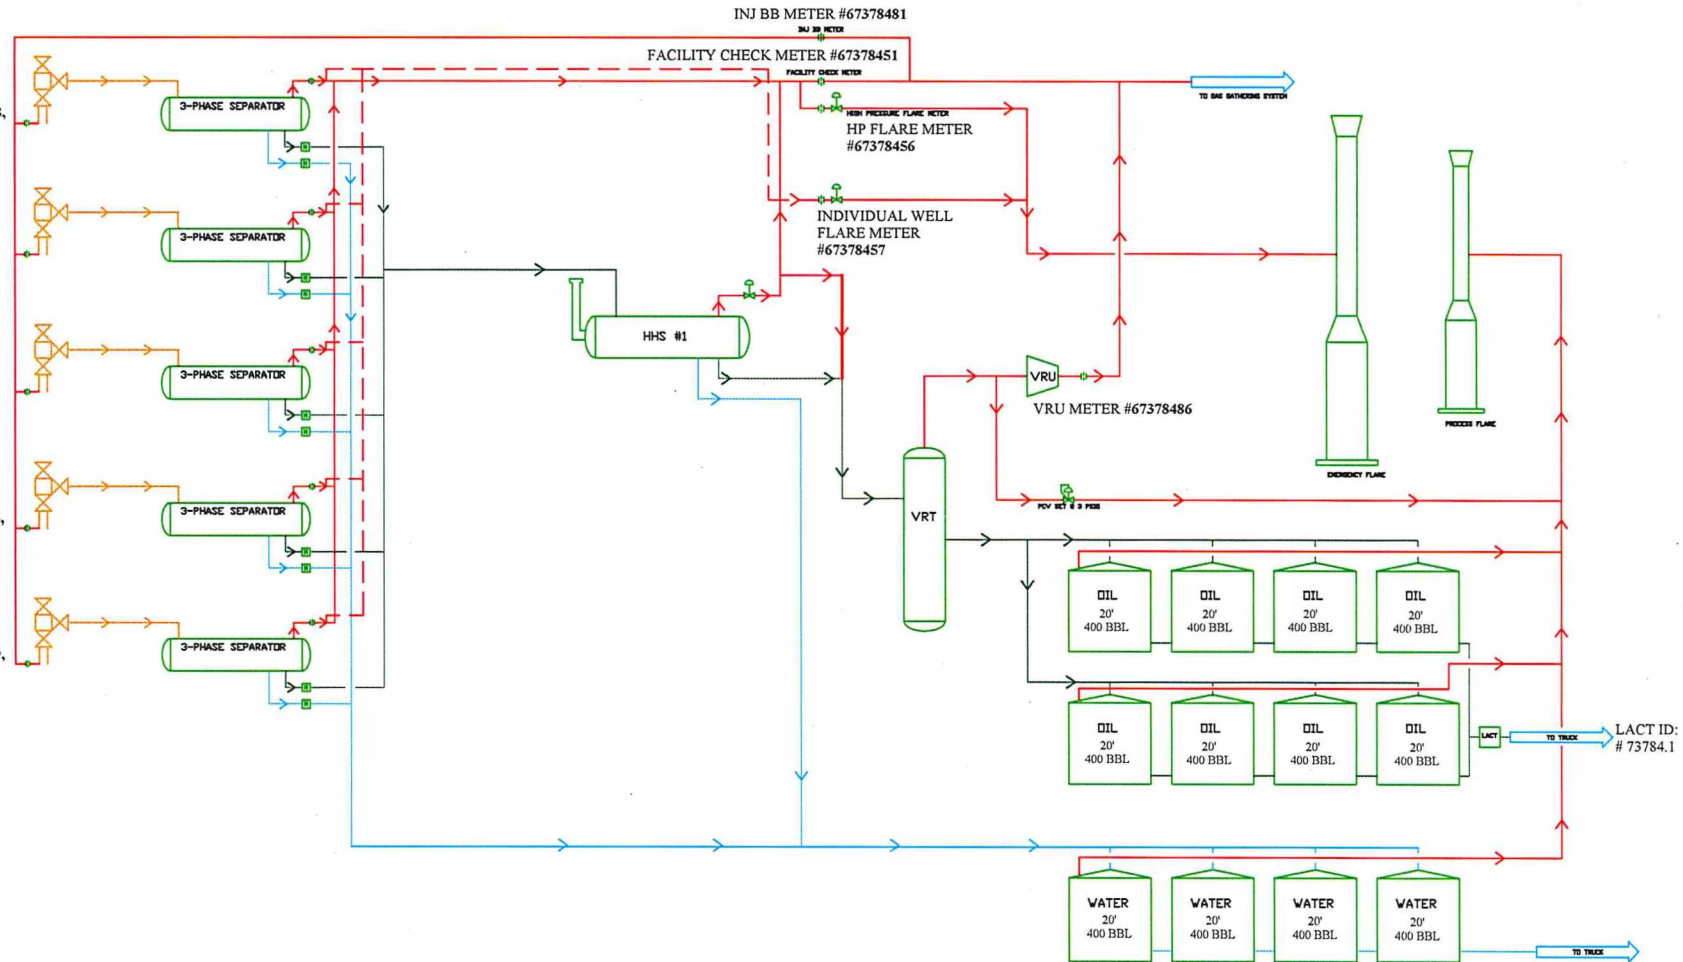 INJ BB METER #67378481
INJ BB METER
FACILITY CHECK METER #67378451
FACILITY CHECK METER
TO GAS GATHERING SYSTEM
3-PHASE SEPARATOR
HIGH PRESSURE FLARE METER
HP FLARE METER
#67378456
INDIVIDUAL WELL
FLARE METER
#67378457
3-PHASE SEPARATOR
HHS #1
3-PHASE SEPARATOR
VRU
VRU METER #67378486
PROCESS FLARE
EMERGENCY FLARE
3-PHASE SEPARATOR
PCV SET @ 3 PSIG
VRT
3-PHASE SEPARATOR
OIL OIL OIL OIL
20' 20' 20' 20'
400 BBL 400 BBL 400 BBL 400 BBL
OIL OIL OIL OIL
20' 20' 20' 20'
400 BBL 400 BBL 400 BBL 400 BBL
LACT
TO TRUCK
LACT ID:
# 73784.1
WATER WATER WATER WATER
20' 20' 20' 20'
400 BBL 400 BBL 400 BBL 400 BBL
TO TRUCK